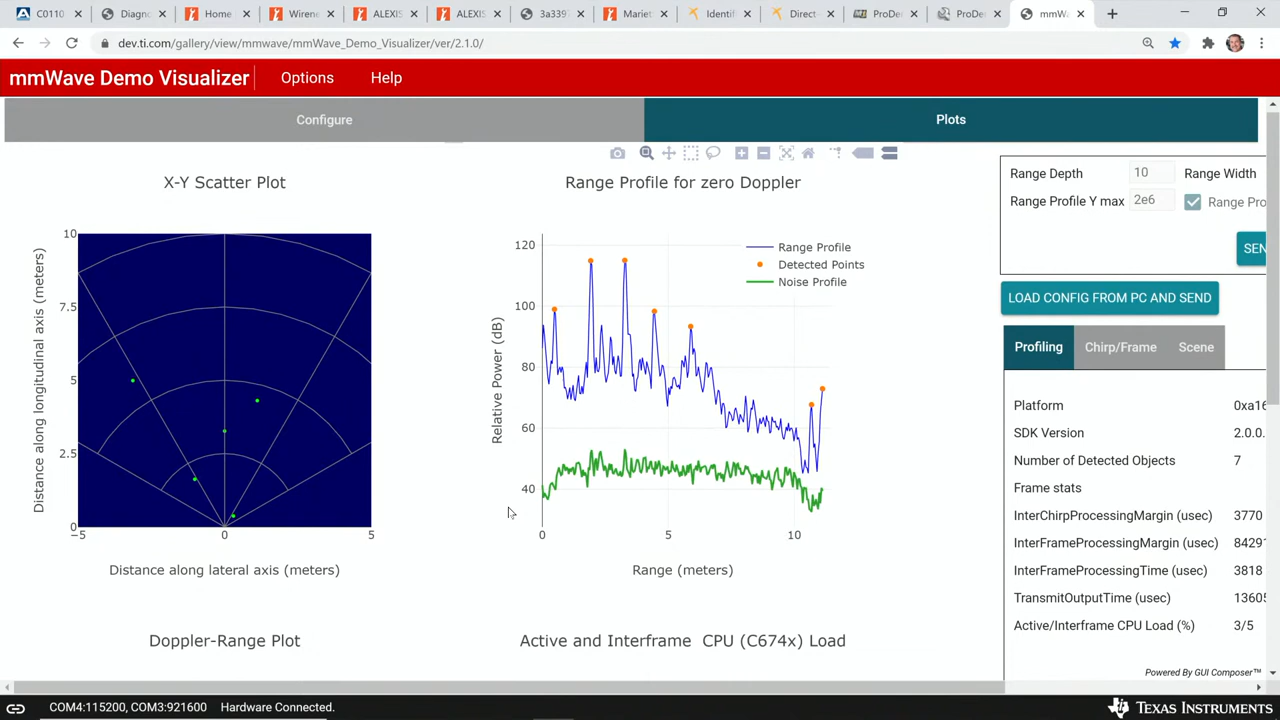 C0110
Diagno
Home
Wirene
ALEXIS
ALEXIS
3a3397
Mariet
Identif
Direct-
ProDe
ProDe
mmWa
dev.ti.com/gallery/view/mmwave/mmWave_Demo_Visualizer/ver/2.1.0/
mmWave Demo Visualizer
Options
Help
Configure
Plots
X-Y Scatter Plot
Range Profile for zero Doppler
Range Depth
10
Range Width
Range Profile Y max
2e6
Range Pro
SEN
LOAD CONFIG FROM PC AND SEND
Profiling
Chirp/Frame
Scene
Distance along longitudinal axis (meters)
10
7.5
5
2.5
0
−5
0
5
Distance along lateral axis (meters)
Relative Power (dB)
120
100
80
60
40
0
5
10
Range (meters)
Range Profile
Detected Points
Noise Profile
Platform 0xa16
SDK Version 2.0.0.
Number of Detected Objects 7
Frame stats
InterChirpProcessingMargin (usec) 3770
InterFrameProcessingMargin (usec) 84291
InterFrameProcessingTime (usec) 3818
TransmitOutputTime (usec) 13605
Active/Interframe CPU Load (%) 3/5
Doppler-Range Plot
Active and Interframe CPU (C674x) Load
Powered By GUI Composer™
COM4:115200, COM3:921600
Hardware Connected.
TEXAS INSTRUMENTS